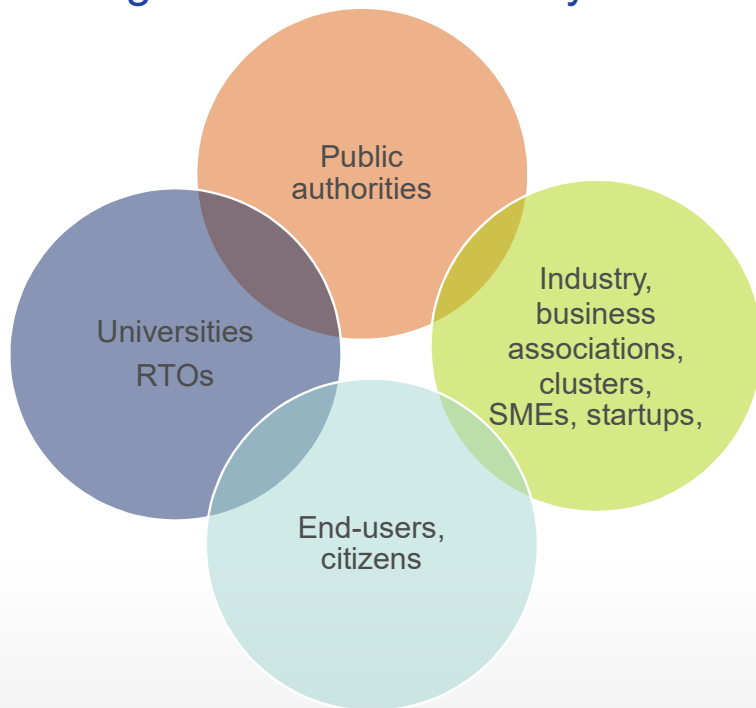 Public
authorities
Industry,
business
associations,
clusters,
SMEs, startups,
Universities
RTOs
End-users,
citizens